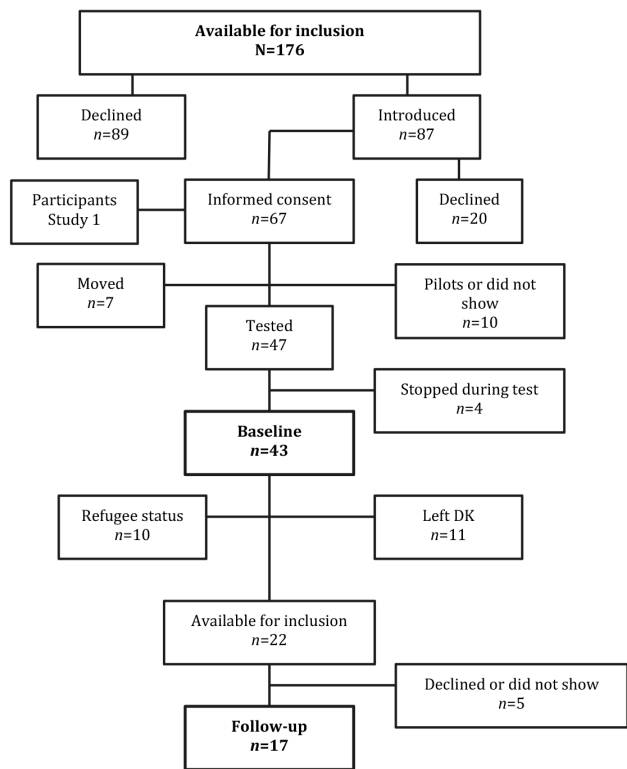 Available for inclusion
N=176
Declined
n=89
Introduced
n=87
Participants
Study 1
Informed consent
n=67
Declined
n=20
Moved
n=7
Pilots or did not
show
n=10
Tested
n=47
Stopped during test
n=4
Baseline
n=43
Refugee status
n=10
Left DK
n=11
Available for inclusion
n=22
Declined or did not show
n=5
Follow-up
n=17